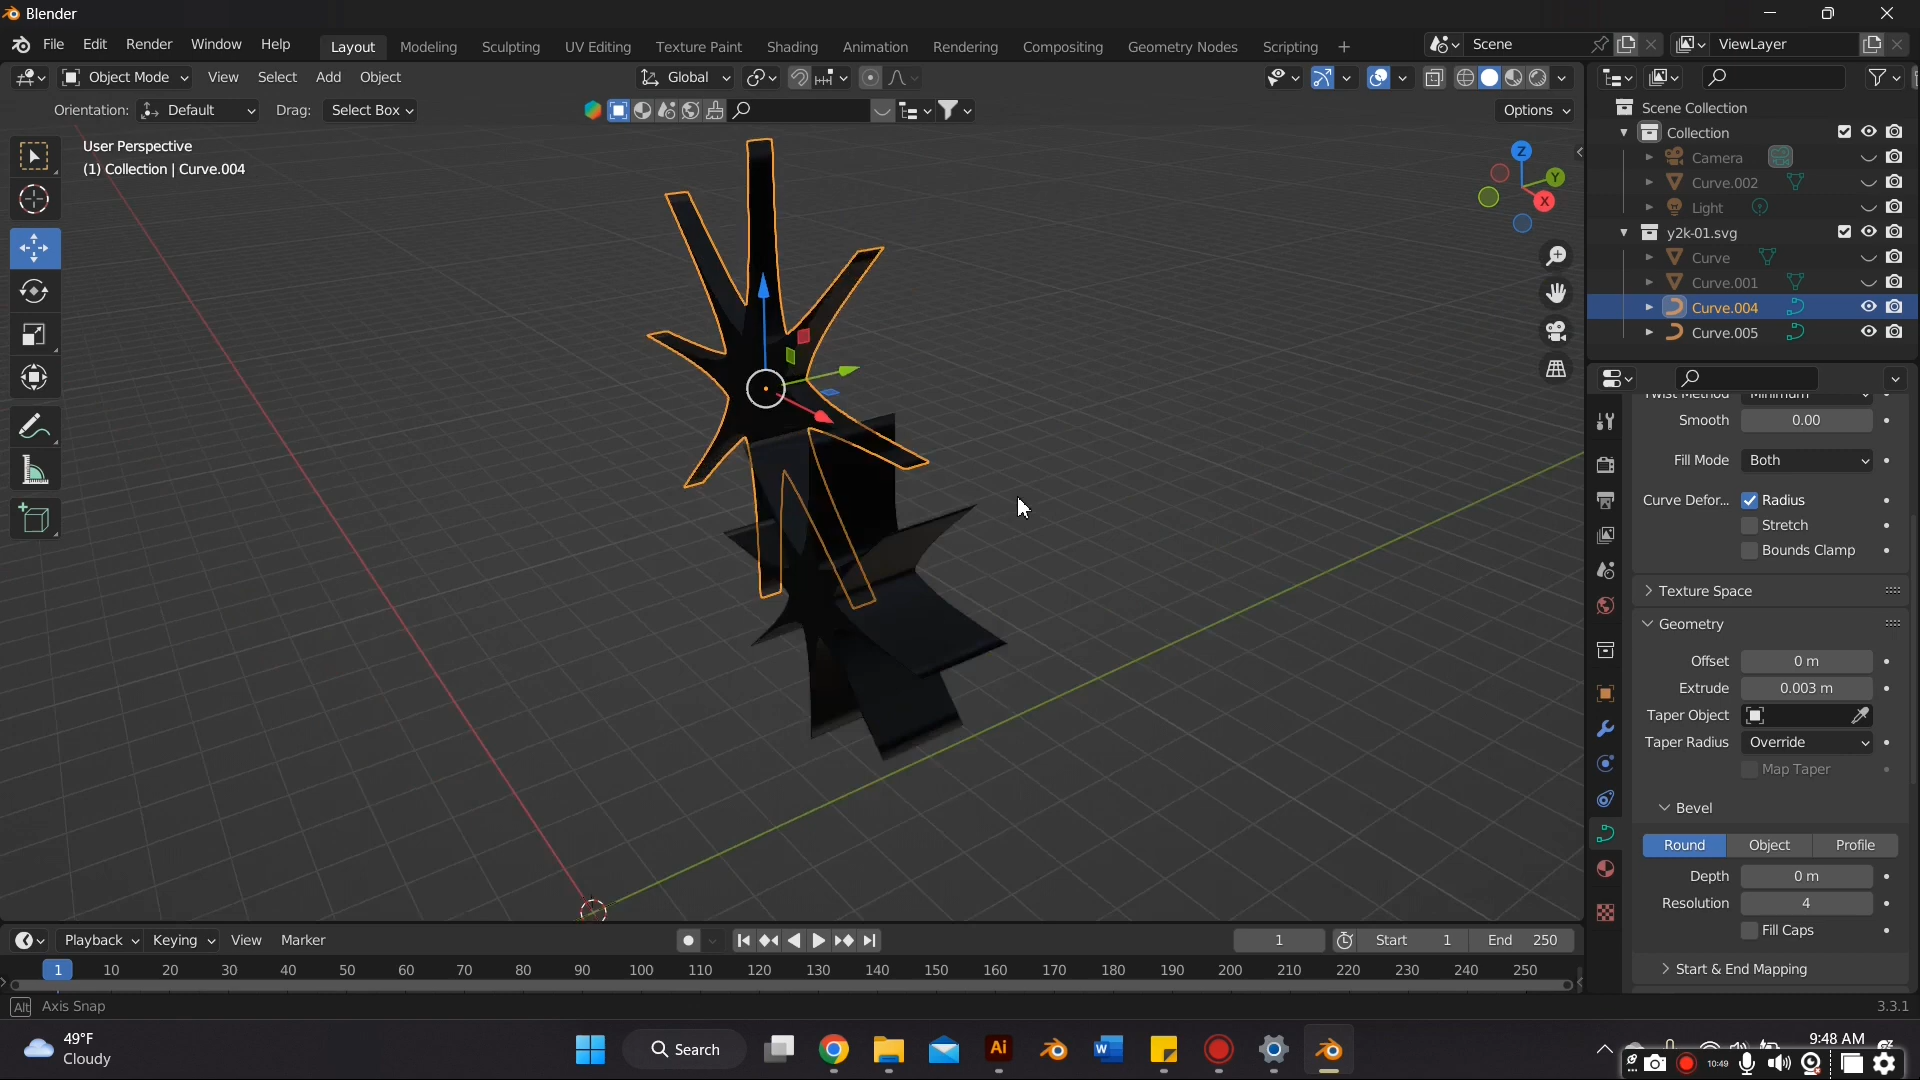 Blender
File Edit Render Window Help
Layout Modeling Sculpting UV Editing Texture Paint Shading Animation Rendering Compositing Geometry Nodes Scripting +
Scene
ViewLayer
Object Mode View Select Add Object
Global
Orientation: Default Drag: Select Box
Options
User Perspective
(1) Collection | Curve.004
Z
Y
X
Scene Collection
Collection
Camera
Curve.002
Light
y2k-01.svg
Curve
Curve.001
Curve.004
Curve.005
Twist Method Minimum
Smooth 0.00
Fill Mode Both
Curve Defor... Radius
Stretch
Bounds Clamp
Texture Space
Geometry
Offset 0 m
Extrude 0.003 m
Taper Object
Taper Radius Override
Map Taper
Bevel
Round Object Profile
Depth 0 m
Resolution 4
Fill Caps
Start & End Mapping
Playback Keying View Marker
1 Start 1 End 250
1 10 20 30 40 50 60 70 80 90 100 110 120 130 140 150 160 170 180 190 200 210 220 230 240 250
Alt Axis Snap
3.3.1
49°F
Cloudy
Search
Ai
W
9:48 AM
10:49